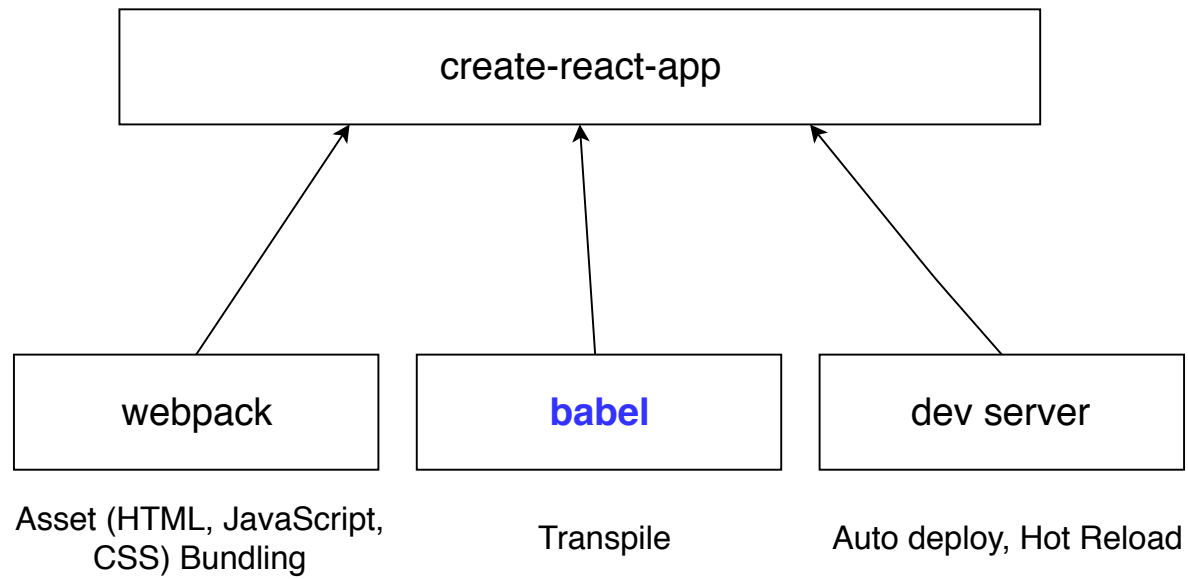 create-react-app
webpack
babel
dev server
Asset (HTML, JavaScript,
CSS) Bundling
Transpile
Auto deploy, Hot Reload